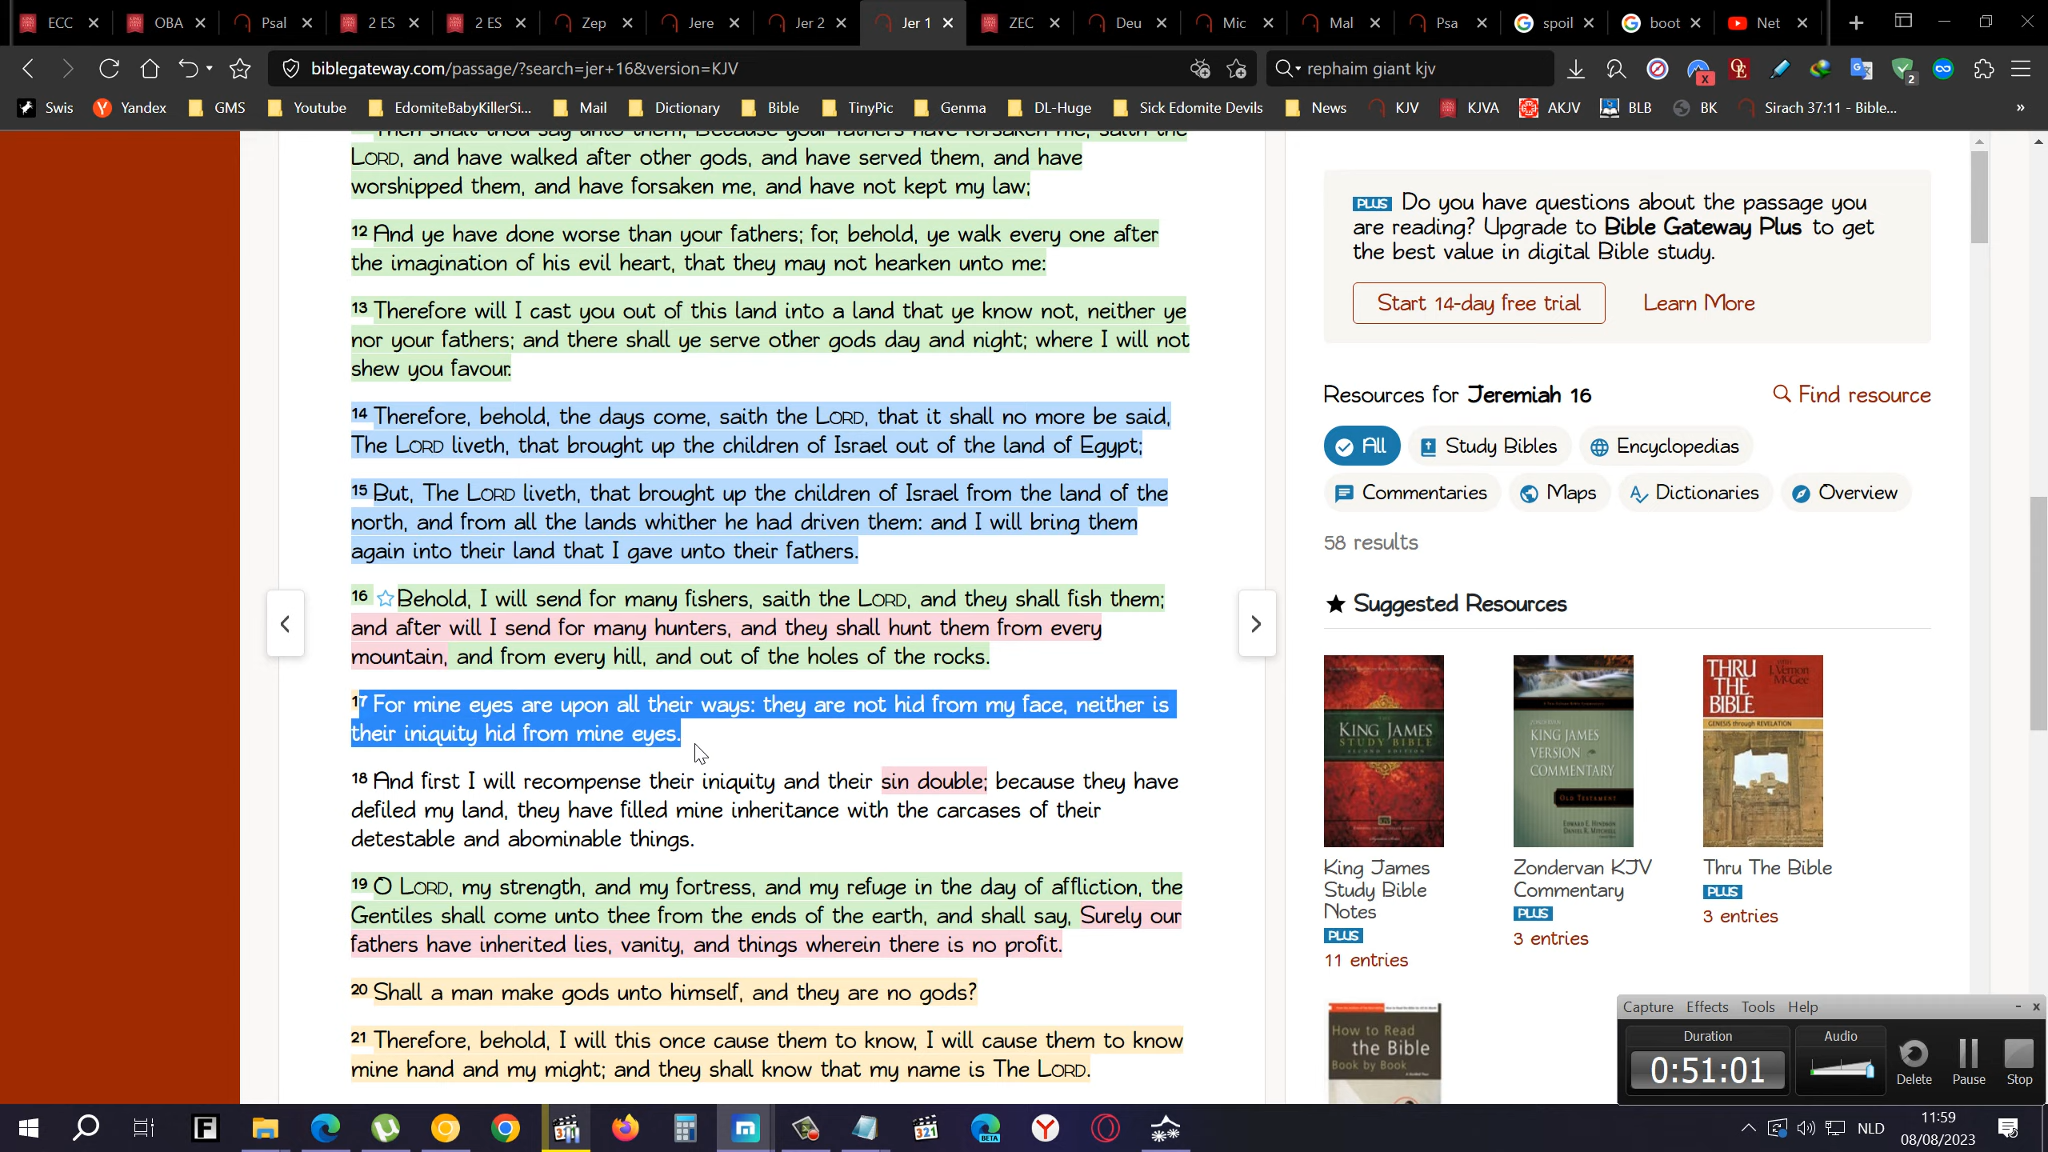 ECC
OBA
Psal
2 ES
2 ES
Zep
Jere
Jer 2
Jer 1
ZEC
Deu
Mic
Mal
Psa
spoil
boot
Net
biblegateway.com/passage/?search=jer+16&version=KJV
rephaim giant kjv
Swis
Yandex
GMS
Youtube
EdomiteBabyKillerSi...
Mail
Dictionary
Bible
TinyPic
Genma
DL-Huge
Sick Edomite Devils
News
KJV
KJVA
AKJV
BLB
BK
Sirach 37:11 - Bible...
Then shall thou say unto them, Because your fathers have forsaken me, saith the
LORD, and have walked after other gods, and have served them, and have
worshipped them, and have forsaken me, and have not kept my law;
12 And ye have done worse than your fathers; for, behold, ye walk every one after
the imagination of his evil heart, that they may not hearken unto me:
13 Therefore will I cast you out of this land into a land that ye know not, neither ye
nor your fathers; and there shall ye serve other gods day and night; where I will not
shew you favour.
14 Therefore, behold, the days come, saith the LORD, that it shall no more be said,
The LORD liveth, that brought up the children of Israel out of the land of Egypt;
15 But, The LORD liveth, that brought up the children of Israel from the land of the
north, and from all the lands whither he had driven them: and I will bring them
again into their land that I gave unto their fathers.
16 Behold, I will send for many fishers, saith the LORD, and they shall fish them;
and after will I send for many hunters, and they shall hunt them from every
mountain, and from every hill, and out of the holes of the rocks.
17 For mine eyes are upon all their ways: they are not hid from my face, neither is
their iniquity hid from mine eyes.
18 And first I will recompense their iniquity and their sin double; because they have
defiled my land, they have filled mine inheritance with the carcases of their
detestable and abominable things.
19 O LORD, my strength, and my fortress, and my refuge in the day of affliction, the
Gentiles shall come unto thee from the ends of the earth, and shall say, Surely our
fathers have inherited lies, vanity, and things wherein there is no profit.
20 Shall a man make gods unto himself, and they are no gods?
21 Therefore, behold, I will this once cause them to know, I will cause them to know
mine hand and my might; and they shall know that my name is The LORD.
PLUS Do you have questions about the passage you
are reading? Upgrade to Bible Gateway Plus to get
the best value in digital Bible study.
Start 14-day free trial
Learn More
Resources for Jeremiah 16
Find resource
All
Study Bibles
Encyclopedias
Commentaries
Maps
Dictionaries
Overview
58 results
Suggested Resources
KING JAMES
STUDY BIBLE
SECOND EDITION
King James
Study Bible
Notes
PLUS
11 entries
KING JAMES
VERSION
COMMENTARY
OLD TESTAMENT
Zondervan KJV
Commentary
PLUS
3 entries
THRU
THE
BIBLE
J. Vernon
McGee
GENESIS through REVELATION
Thru The Bible
PLUS
3 entries
How to Read
the Bible
Book by Book
Capture
Effects
Tools
Help
Duration
0:51:01
Audio
Delete
Pause
Stop
321
BETA
NLD
11:59
08/08/2023